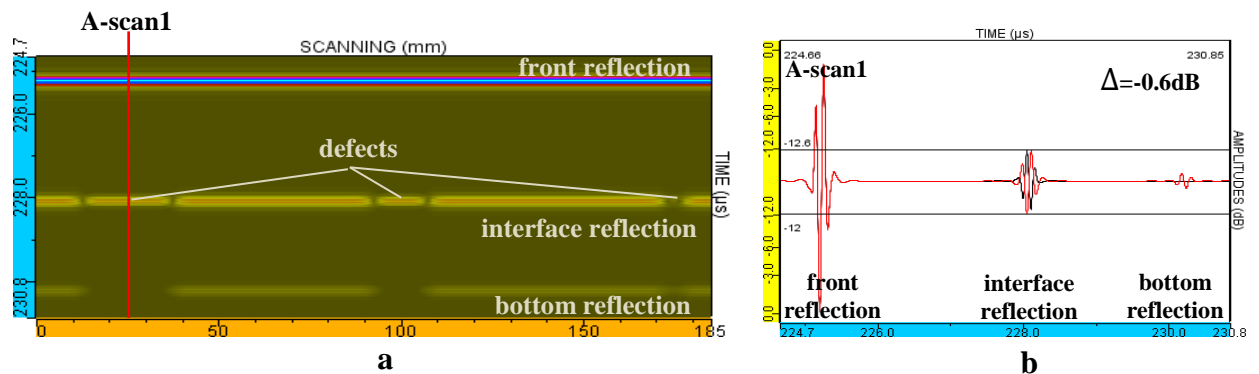 A-scan1
SCANNING (mm)
224.7
226.0
228.0
230.8
front reflection
defects
interface reflection
bottom reflection
TIME (µs)
0
50
100
150
185
a
TIME (µs)
224.66
230.85
A-scan1
Δ=-0.6dB
0.0
-3.0
-6.0
-12.0
-12.0
-6.0
-3.0
0.0
-12.6
-12
AMPLITUDES (dB)
front reflection
interface reflection
bottom reflection
224.7
226.0
228.0
230.0
230.8
b